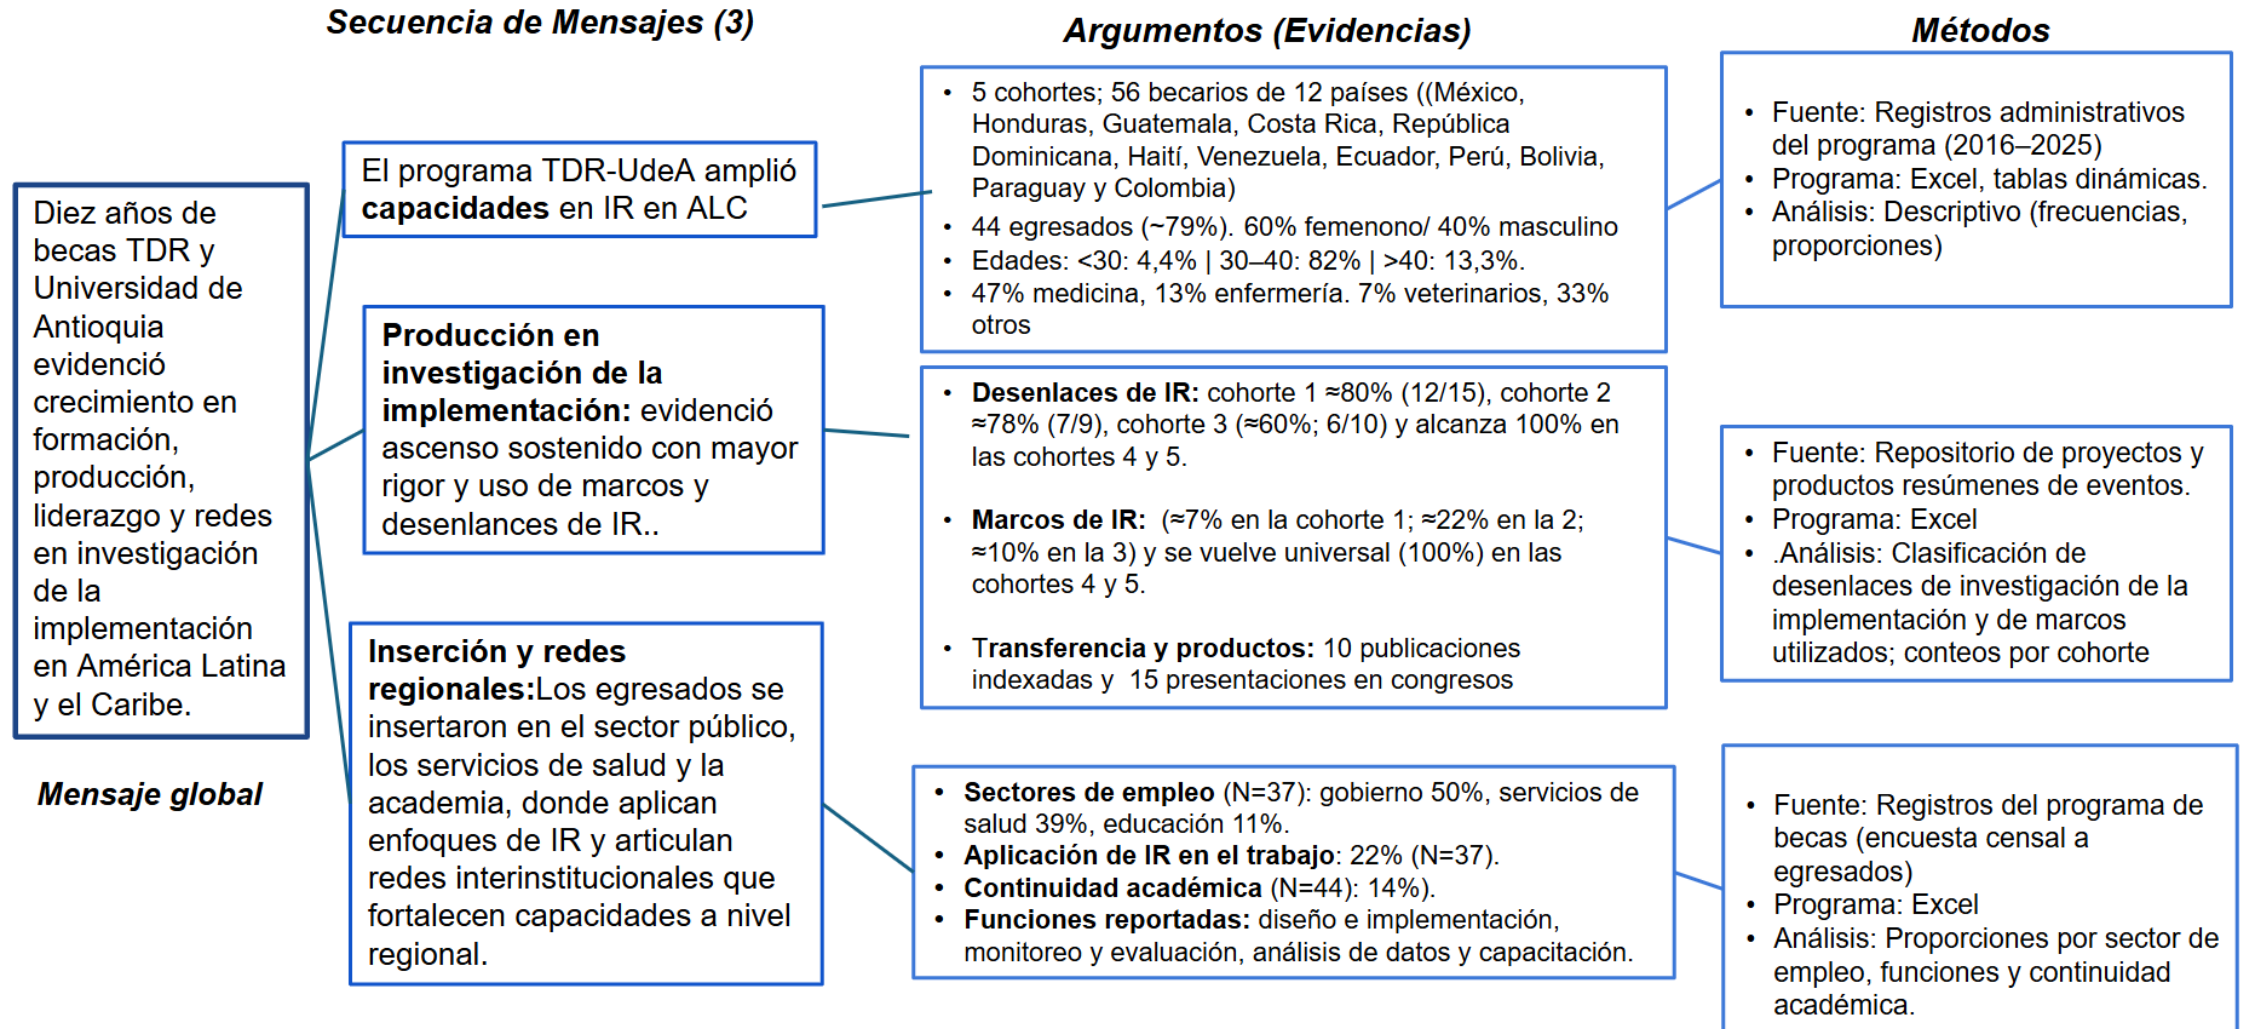 Secuencia de Mensajes (3)
Argumentos (Evidencias)
Métodos
Diez años de
becas TDR y
Universidad de
Antioquia
evidenció
crecimiento en
formación,
producción,
liderazgo y redes
en investigación
de la
implementación
en América Latina
y el Caribe.
Mensaje global
El programa TDR-UdeA amplió
capacidades en IR en ALC
Producción en
investigación de la
implementación: evidenció
ascenso sostenido con mayor
rigor y uso de marcos y
desenlances de IR..
Inserción y redes
regionales:Los egresados se
insertaron en el sector público,
los servicios de salud y la
academia, donde aplican
enfoques de IR y articulan
redes interinstitucionales que
fortalecen capacidades a nivel
regional.
• 5 cohortes; 56 becarios de 12 países ((México,
Honduras, Guatemala, Costa Rica, República
Dominicana, Haití, Venezuela, Ecuador, Perú, Bolivia,
Paraguay y Colombia)
• 44 egresados (~79%). 60% femenono/ 40% masculino
• Edades: <30: 4,4% | 30–40: 82% | >40: 13,3%.
• 47% medicina, 13% enfermería. 7% veterinarios, 33%
otros
• Desenlaces de IR: cohorte 1 ≈80% (12/15), cohorte 2
≈78% (7/9), cohorte 3 (≈60%; 6/10) y alcanza 100% en
las cohortes 4 y 5.
• Marcos de IR: (≈7% en la cohorte 1; ≈22% en la 2;
≈10% en la 3) y se vuelve universal (100%) en las
cohortes 4 y 5.
• Transferencia y productos: 10 publicaciones
indexadas y 15 presentaciones en congresos
• Sectores de empleo (N=37): gobierno 50%, servicios de
salud 39%, educación 11%.
• Aplicación de IR en el trabajo: 22% (N=37).
• Continuidad académica (N=44): 14%).
• Funciones reportadas: diseño e implementación,
monitoreo y evaluación, análisis de datos y capacitación.
• Fuente: Registros administrativos
del programa (2016–2025)
• Programa: Excel, tablas dinámicas.
• Análisis: Descriptivo (frecuencias,
proporciones)
• Fuente: Repositorio de proyectos y
productos resúmenes de eventos.
• Programa: Excel
• .Análisis: Clasificación de
desenlaces de investigación de la
implementación y de marcos
utilizados; conteos por cohorte
• Fuente: Registros del programa de
becas (encuesta censal a
egresados)
• Programa: Excel
• Análisis: Proporciones por sector de
empleo, funciones y continuidad
académica.